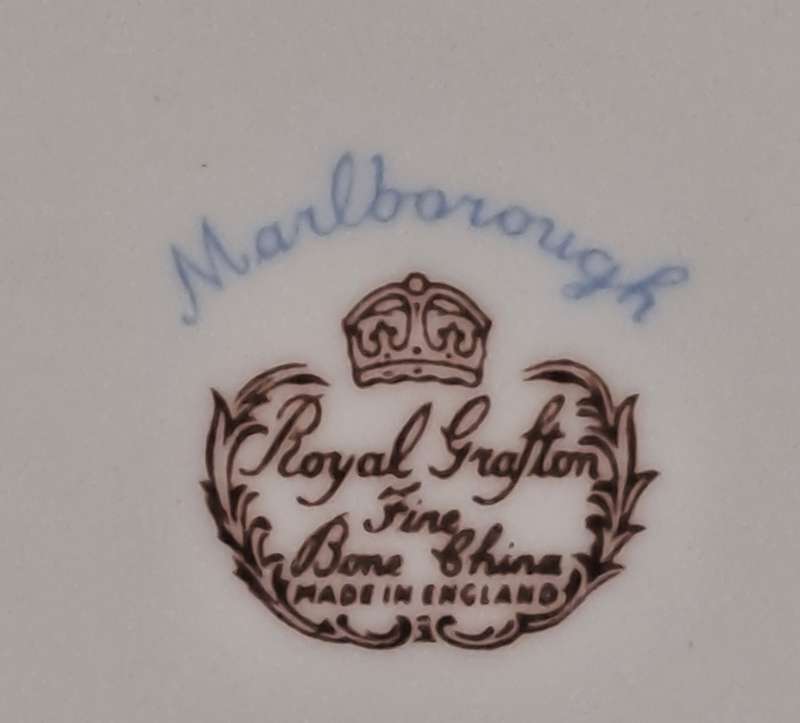 Marlborough
Royal Grafton
Fine
Bone China
MADE IN ENGLAND